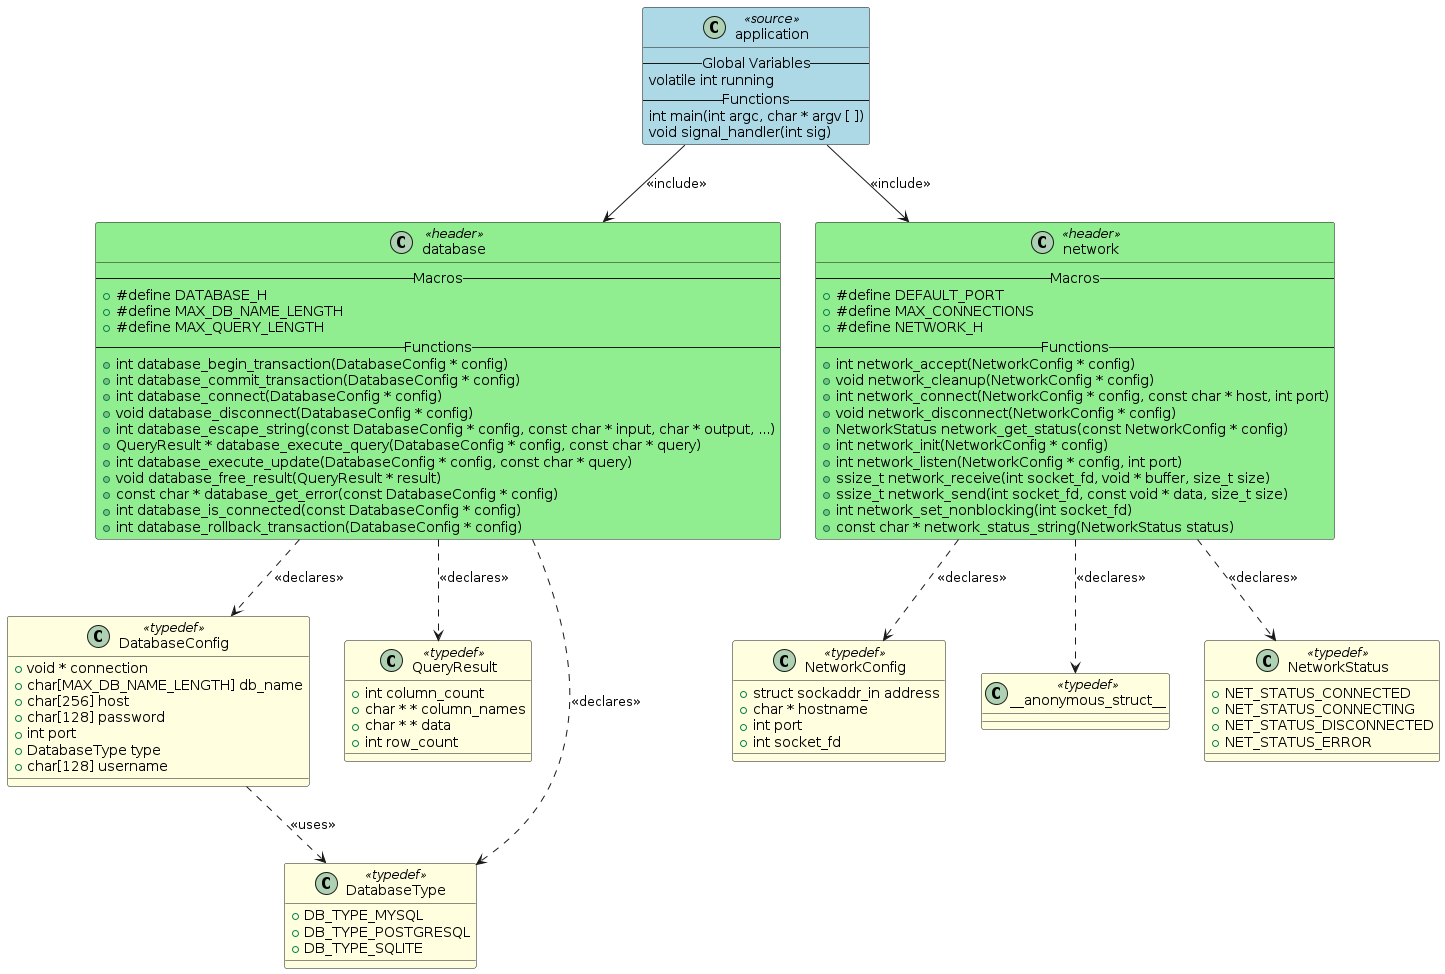 «source»
C application
Global Variables
volatile int running
Functions
int main(int argc, char * argv [ ])
void signal_handler(int sig)
«include»
«include»
«header»
C database
Macros
#define DATABASE_H
#define MAX_DB_NAME_LENGTH
#define MAX_QUERY_LENGTH
Functions
int database_begin_transaction(DatabaseConfig * config)
int database_commit_transaction(DatabaseConfig * config)
int database_connect(DatabaseConfig * config)
void database_disconnect(DatabaseConfig * config)
int database_escape_string(const DatabaseConfig * config, const char * input, char * output, ...)
QueryResult * database_execute_query(DatabaseConfig * config, const char * query)
int database_execute_update(DatabaseConfig * config, const char * query)
void database_free_result(QueryResult * result)
const char * database_get_error(const DatabaseConfig * config)
int database_is_connected(const DatabaseConfig * config)
int database_rollback_transaction(DatabaseConfig * config)
«header»
C network
Macros
#define DEFAULT_PORT
#define MAX_CONNECTIONS
#define NETWORK_H
Functions
int network_accept(NetworkConfig * config)
void network_cleanup(NetworkConfig * config)
int network_connect(NetworkConfig * config, const char * host, int port)
void network_disconnect(NetworkConfig * config)
NetworkStatus network_get_status(const NetworkConfig * config)
int network_init(NetworkConfig * config)
int network_listen(NetworkConfig * config, int port)
ssize_t network_receive(int socket_fd, void * buffer, size_t size)
ssize_t network_send(int socket_fd, const void * data, size_t size)
int network_set_nonblocking(int socket_fd)
const char * network_status_string(NetworkStatus status)
«declares»
«declares»
«declares»
«declares»
«declares»
«declares»
«typedef»
C DatabaseConfig
void * connection
char[MAX_DB_NAME_LENGTH] db_name
char[256] host
char[128] password
int port
DatabaseType type
char[128] username
«typedef»
C QueryResult
int column_count
char * * column_names
char * * data
int row_count
«typedef»
C NetworkConfig
struct sockaddr_in address
char * hostname
int port
int socket_fd
«typedef»
C __anonymous_struct__
«typedef»
C NetworkStatus
NET_STATUS_CONNECTED
NET_STATUS_CONNECTING
NET_STATUS_DISCONNECTED
NET_STATUS_ERROR
«uses»
«typedef»
C DatabaseType
DB_TYPE_MYSQL
DB_TYPE_POSTGRESQL
DB_TYPE_SQLITE